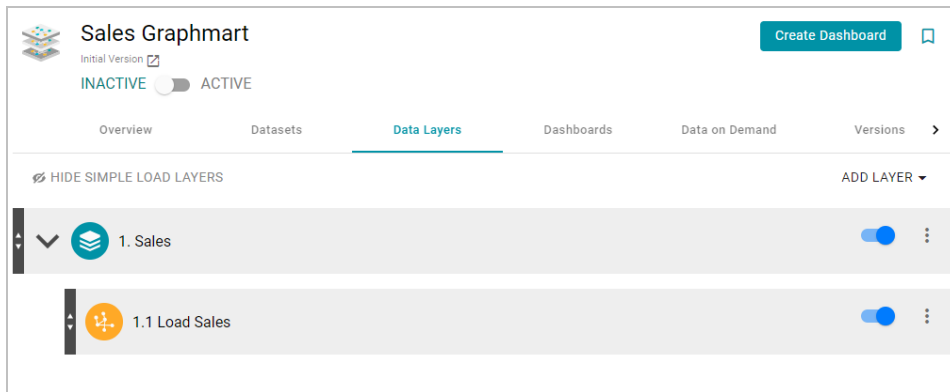 Sales Graphmart
Create Dashboard
Initial Version
INACTIVE ACTIVE
Overview Datasets Data Layers Dashboards Data on Demand Versions
HIDE SIMPLE LOAD LAYERS ADD LAYER
1. Sales
1.1 Load Sales